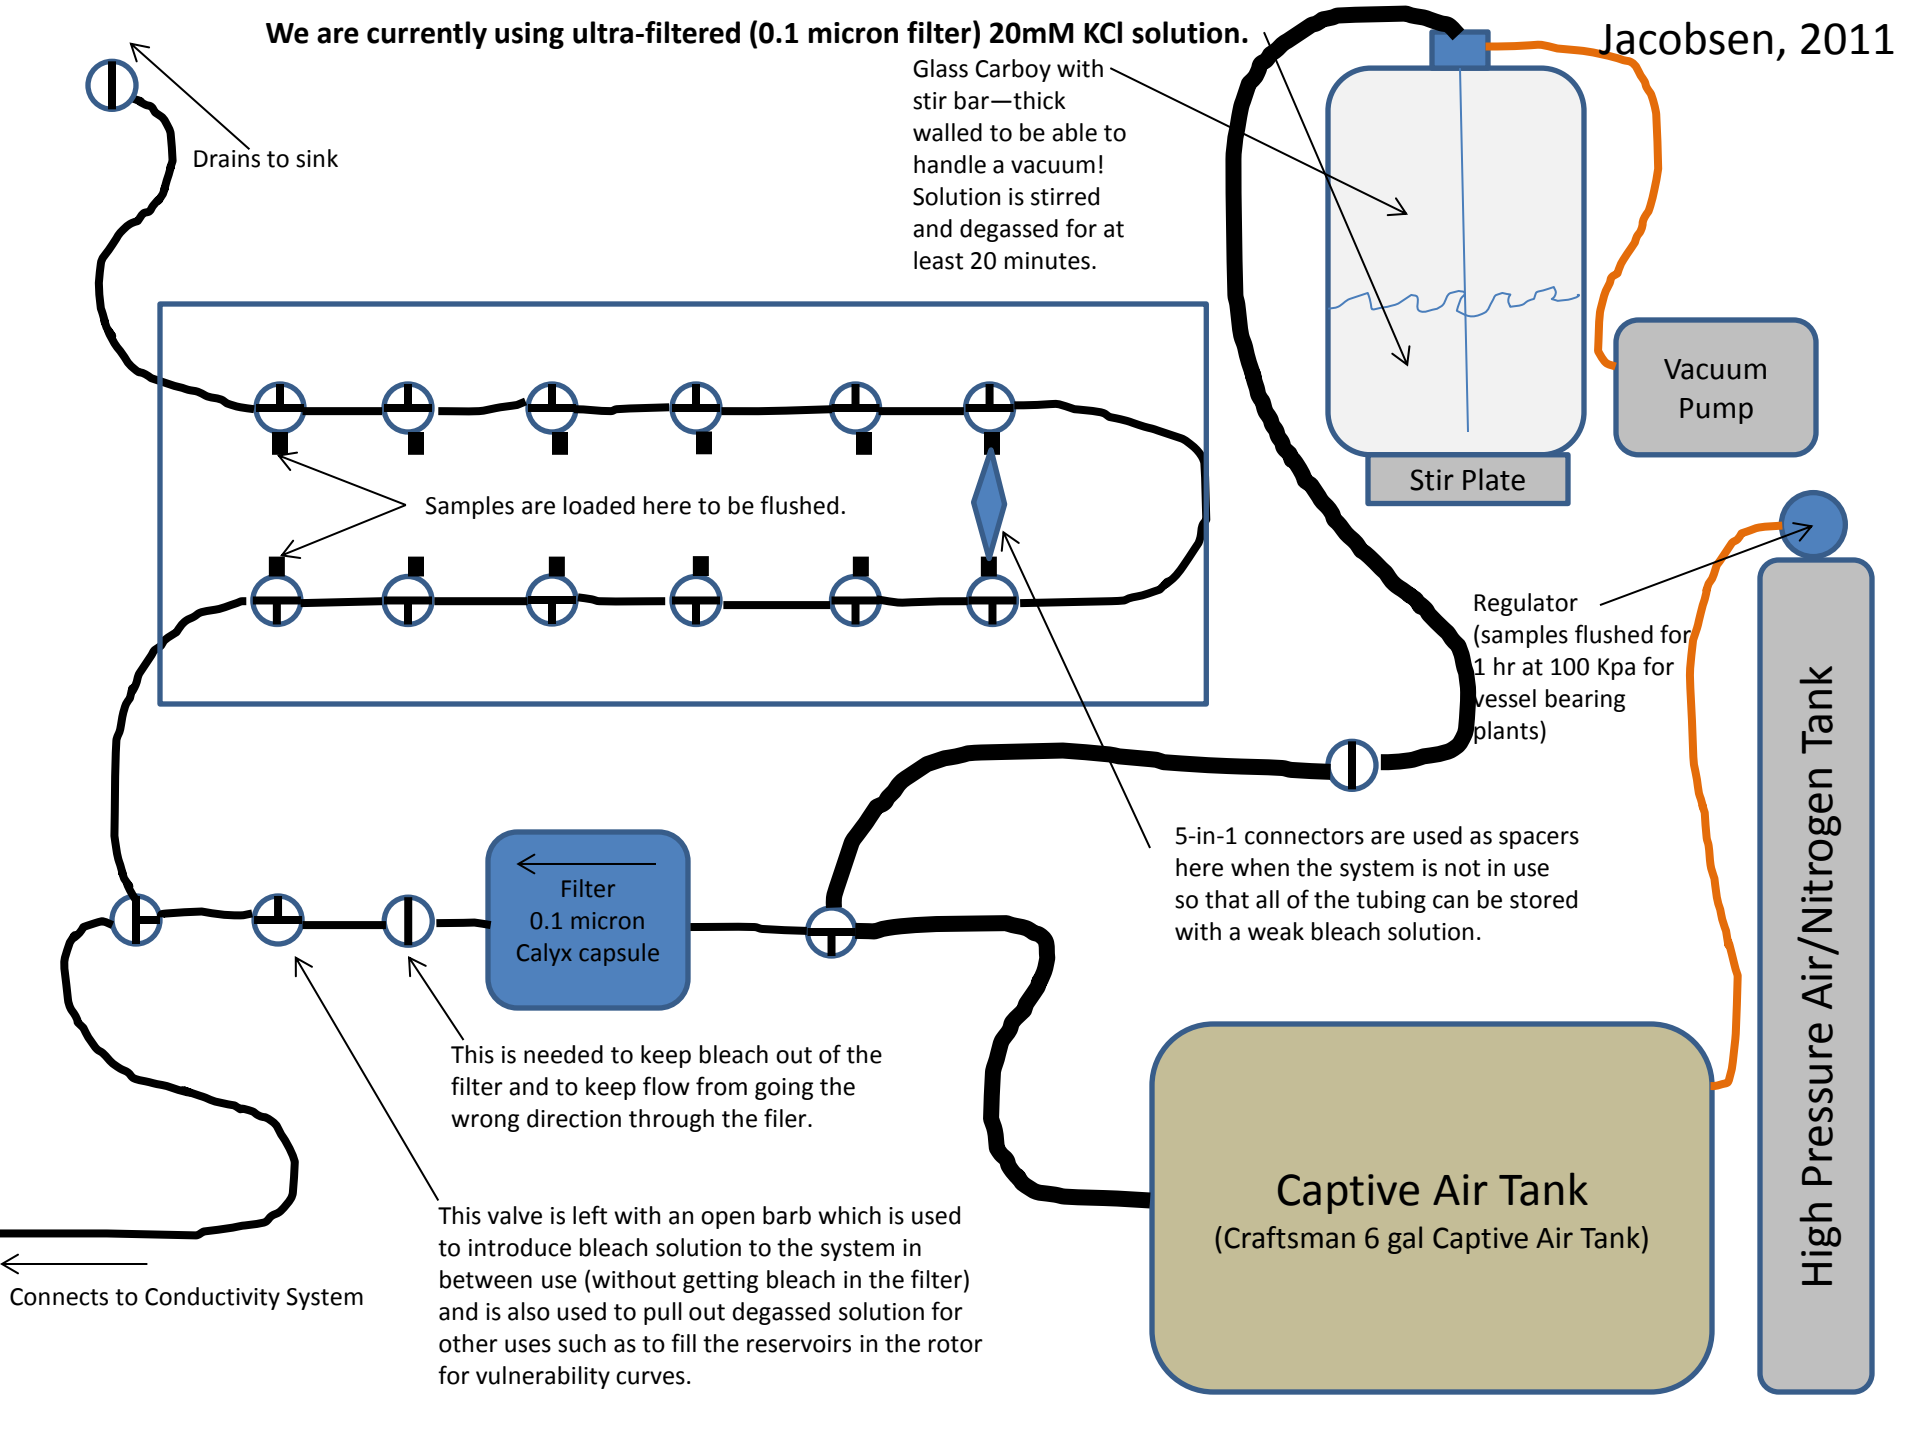 We are currently using ultra-filtered (0.1 micron filter) 20mM KCl solution.
Jacobsen, 2011
Glass Carboy with
stir bar—thick
walled to be able to
handle a vacuum!
Solution is stirred
and degassed for at
least 20 minutes.
Drains to sink
Vacuum
Pump
Stir Plate
Samples are loaded here to be flushed.
Regulator
(samples flushed for
1 hr at 100 Kpa for
vessel bearing
plants)
High Pressure Air/Nitrogen Tank
5-in-1 connectors are used as spacers
here when the system is not in use
so that all of the tubing can be stored
with a weak bleach solution.
Filter
0.1 micron
Calyx capsule
This is needed to keep bleach out of the
filter and to keep flow from going the
wrong direction through the filer.
Captive Air Tank
(Craftsman 6 gal Captive Air Tank)
This valve is left with an open barb which is used
to introduce bleach solution to the system in
between use (without getting bleach in the filter)
and is also used to pull out degassed solution for
other uses such as to fill the reservoirs in the rotor
for vulnerability curves.
Connects to Conductivity System